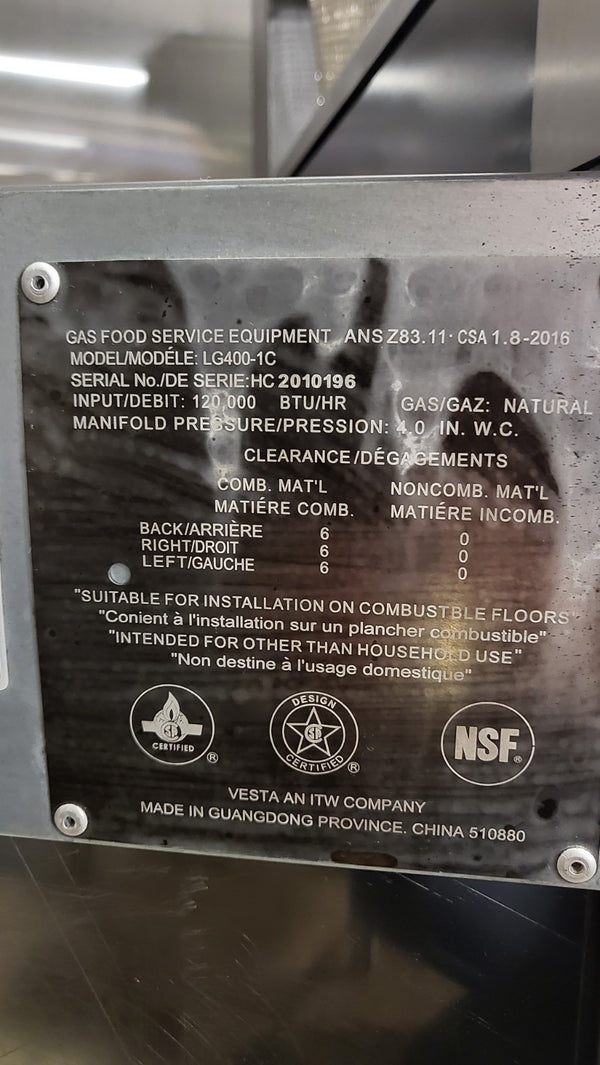 GAS FOOD SERVICE EQUIPMENT ANS Z83.11· CSA 1.8-2016
MODEL/MODÉLE: LG400-1C
SERIAL No./DE SERIE:HC 2010196
INPUT/DEBIT: 120,000 BTU/HR GAS/GAZ: NATURAL
MANIFOLD PRESSURE/PRESSION: 4.0 IN. W.C.
CLEARANCE/DÉGAGEMENTS
COMB. MAT'L NONCOMB. MAT'L
MATIÉRE COMB. MATIÉRE INCOMB.
BACK/ARRIÈRE 6 0
RIGHT/DROIT 6 0
LEFT/GAUCHE 6 0
"SUITABLE FOR INSTALLATION ON COMBUSTBLE FLOORS"
"Conient à l'installation sur un plancher combustible"
"INTENDED FOR OTHER THAN HOUSEHOLD USE"
"Non destine à l'usage domestique"
CERTIFIED ®
DESIGN CERTIFIED ®
NSF®
VESTA AN ITW COMPANY
MADE IN GUANGDONG PROVINCE. CHINA 510880